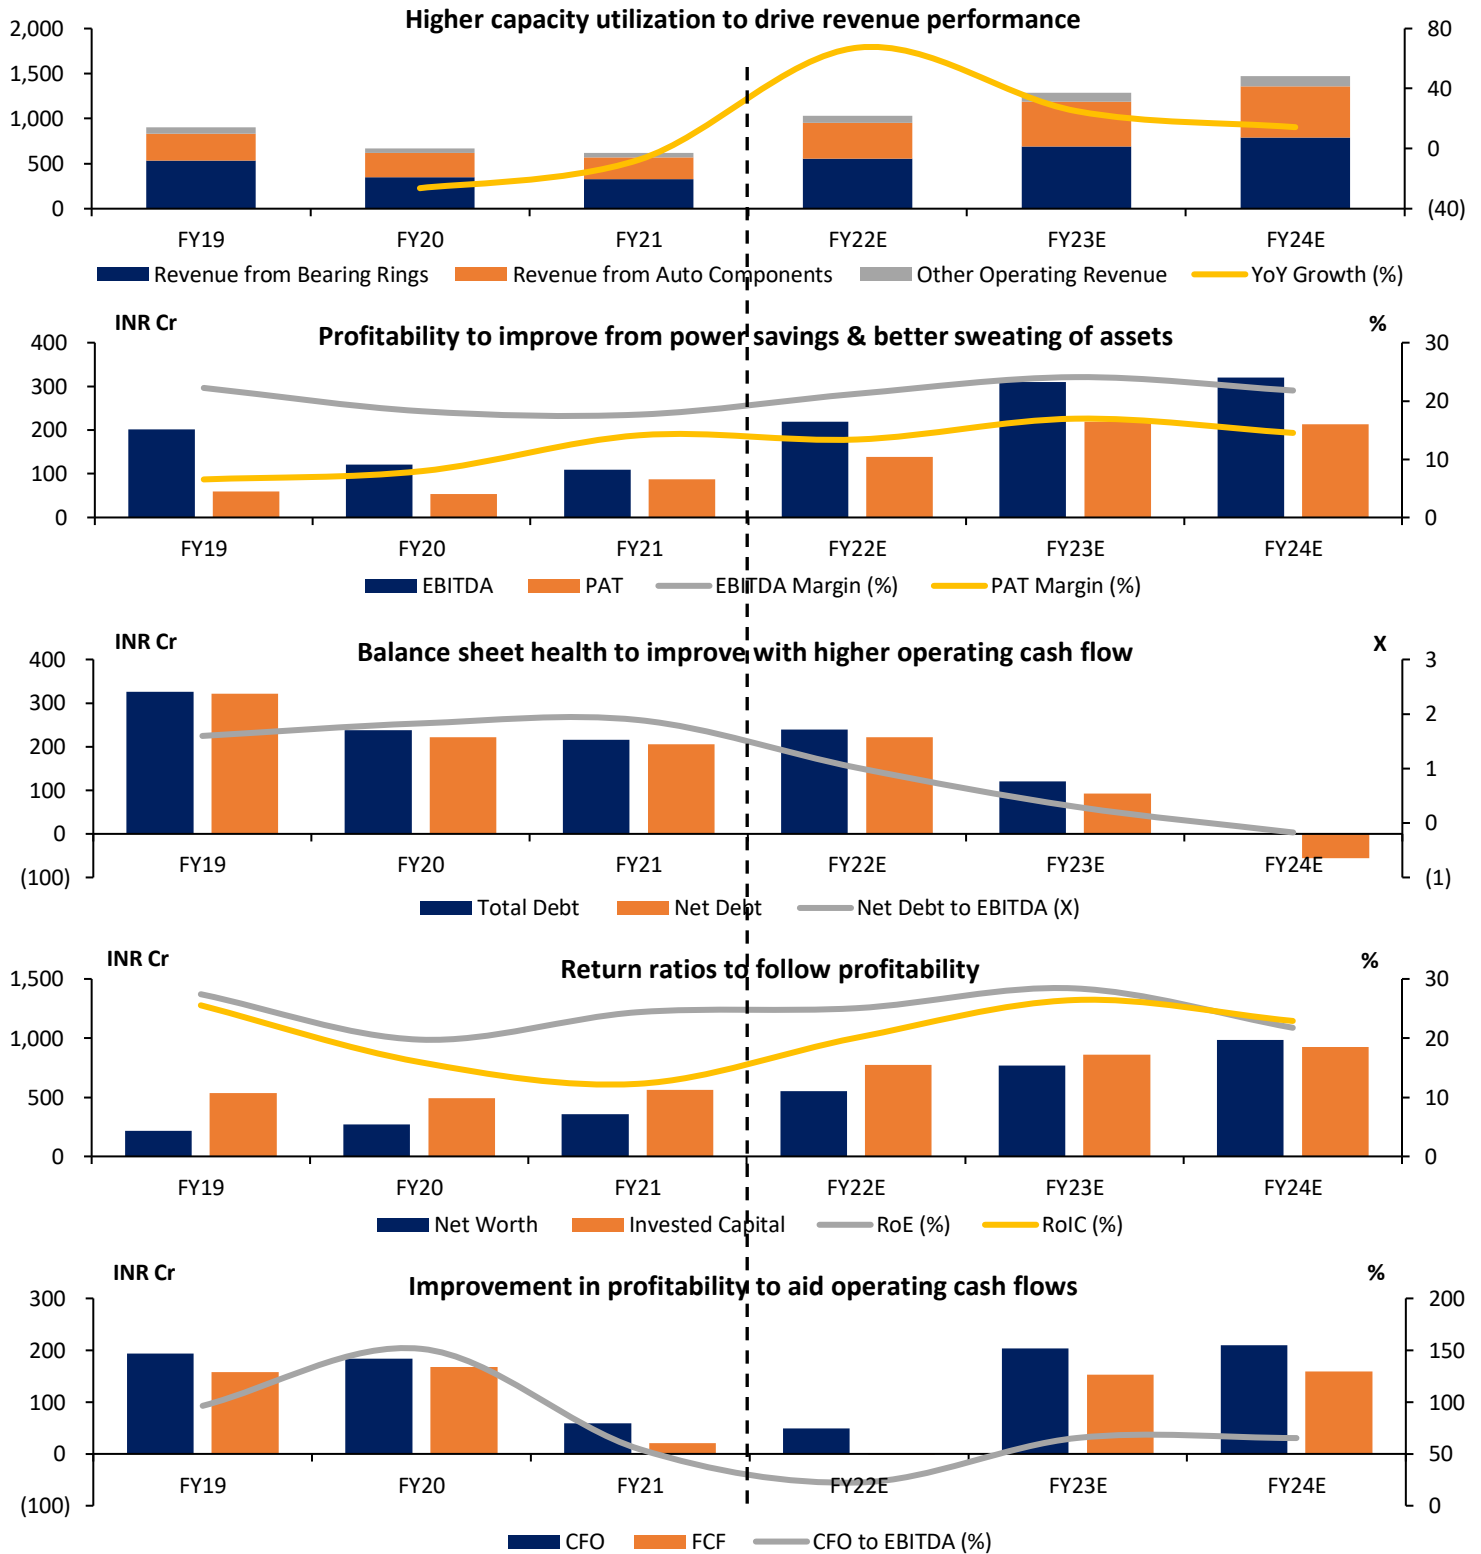 Higher capacity utilization to drive revenue performance
2,000
1,500
1,000
500
0
80
40
0
(40)
FY19 FY20 FY21 FY22E FY23E FY24E
Revenue from Bearing Rings Revenue from Auto Components Other Operating Revenue YoY Growth (%)
INR Cr %
Profitability to improve from power savings & better sweating of assets
400
300
200
100
0
30
20
10
0
FY19 FY20 FY21 FY22E FY23E FY24E
EBITDA PAT EBITDA Margin (%) PAT Margin (%)
INR Cr X
Balance sheet health to improve with higher operating cash flow
400
300
200
100
0
(100)
3
2
1
0
(1)
FY19 FY20 FY21 FY22E FY23E FY24E
Total Debt Net Debt Net Debt to EBITDA (X)
INR Cr %
Return ratios to follow profitability
1,500
1,000
500
0
30
20
10
0
FY19 FY20 FY21 FY22E FY23E FY24E
Net Worth Invested Capital RoE (%) RoIC (%)
INR Cr %
Improvement in profitability to aid operating cash flows
300
200
100
0
(100)
200
150
100
50
0
FY19 FY20 FY21 FY22E FY23E FY24E
CFO FCF CFO to EBITDA (%)